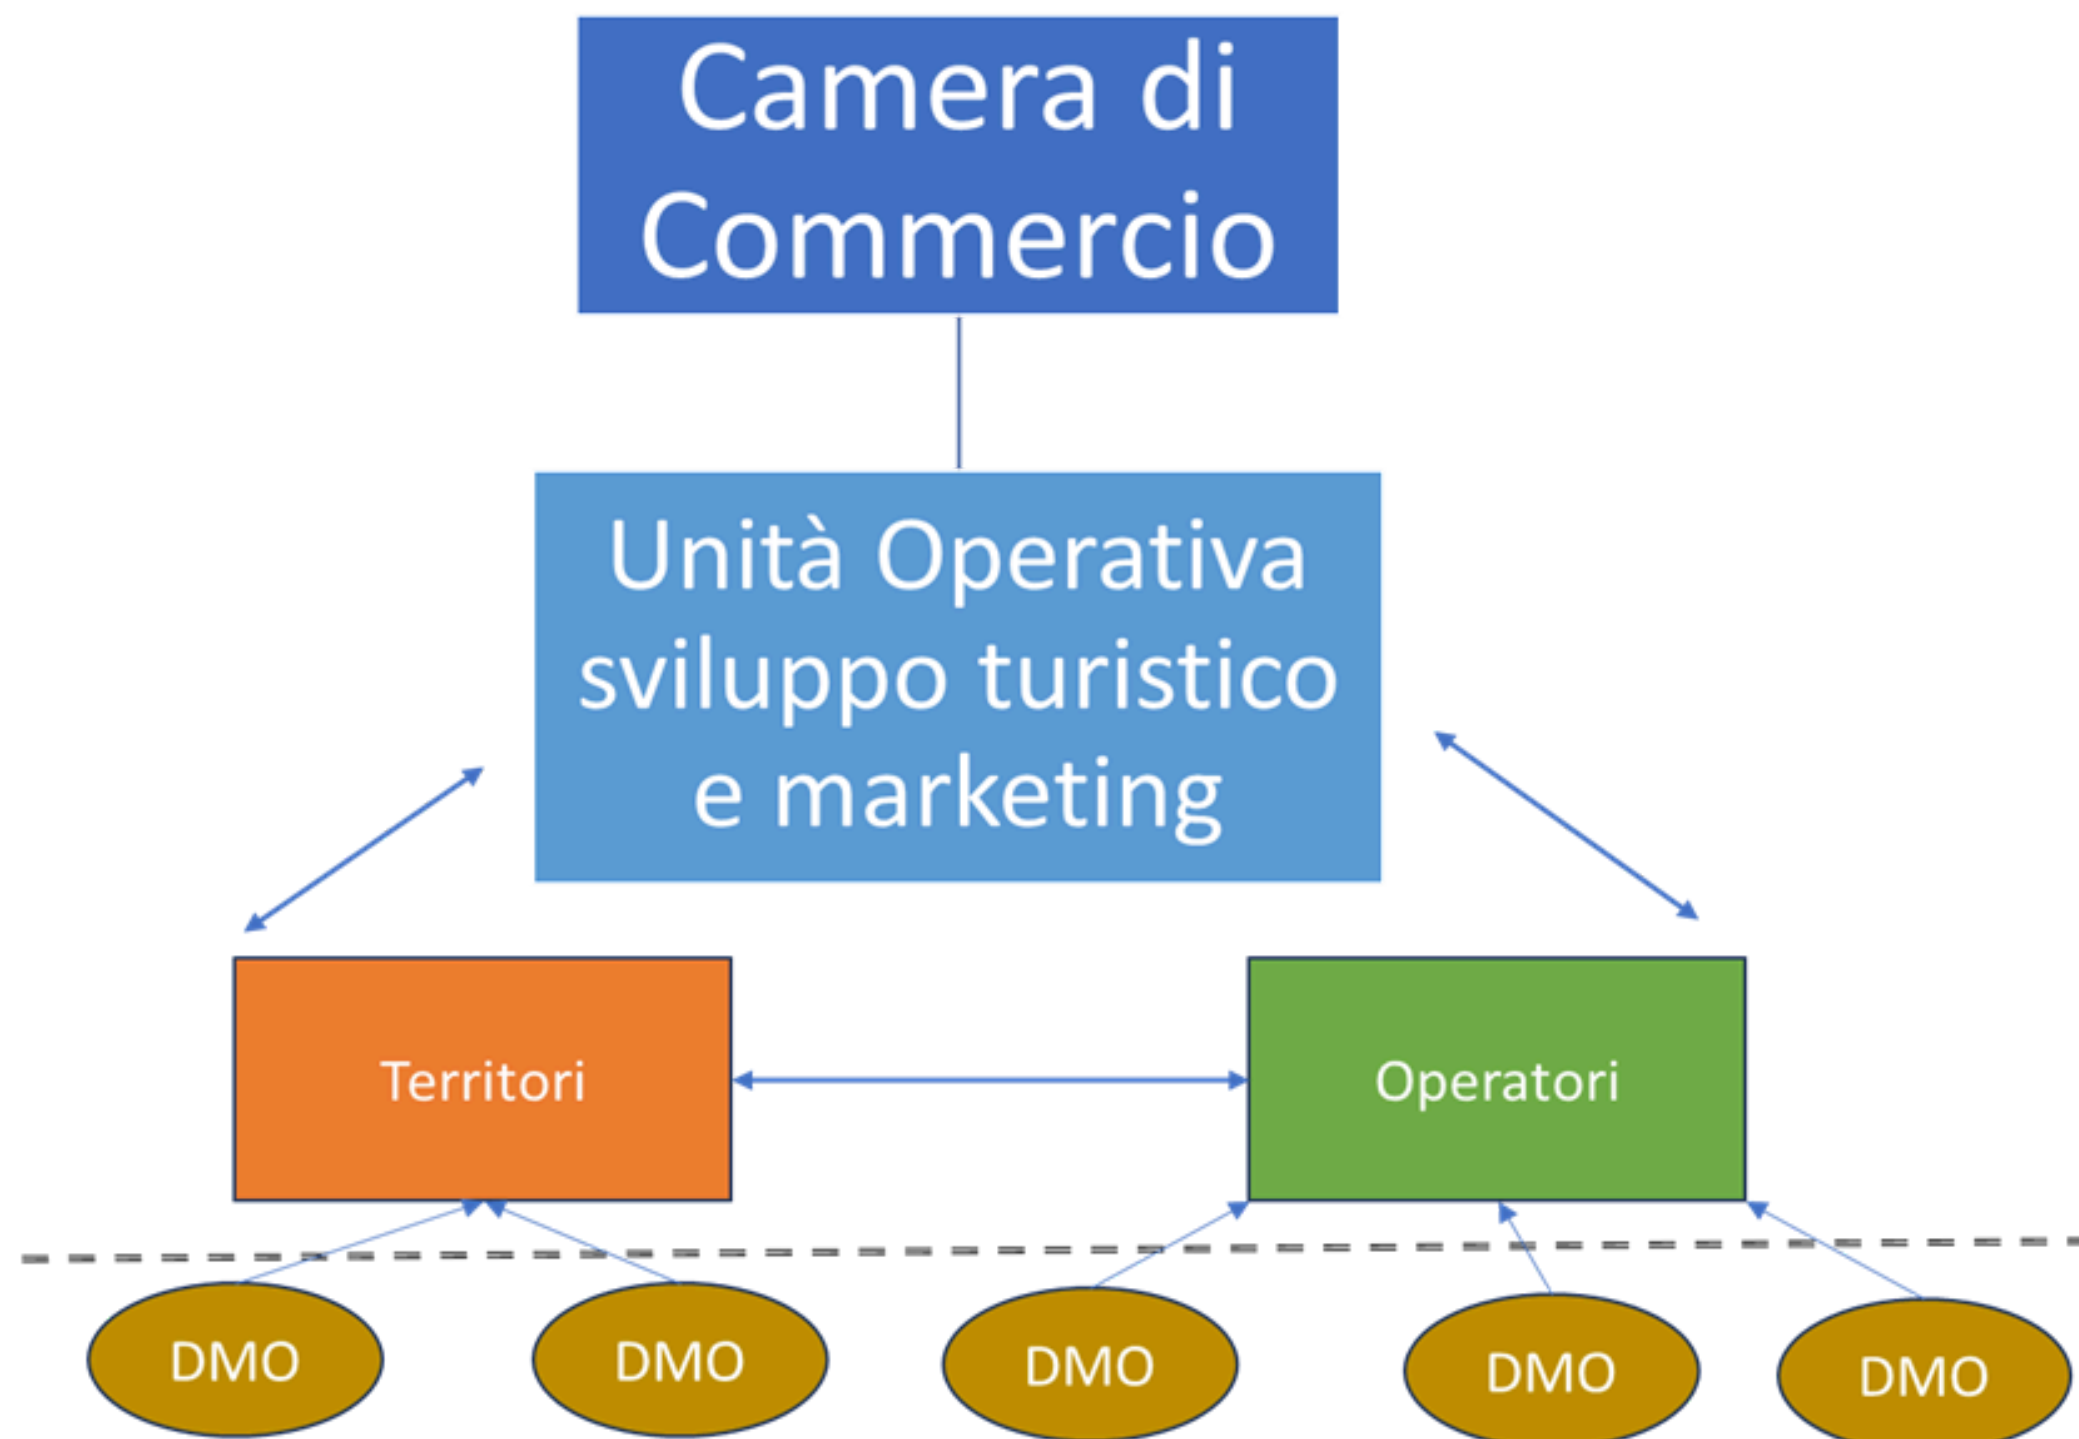 Camera di
Commercio
Unità Operativa
sviluppo turistico
e marketing
Territori
Operatori
DMO
DMO
DMO
DMO
DMO